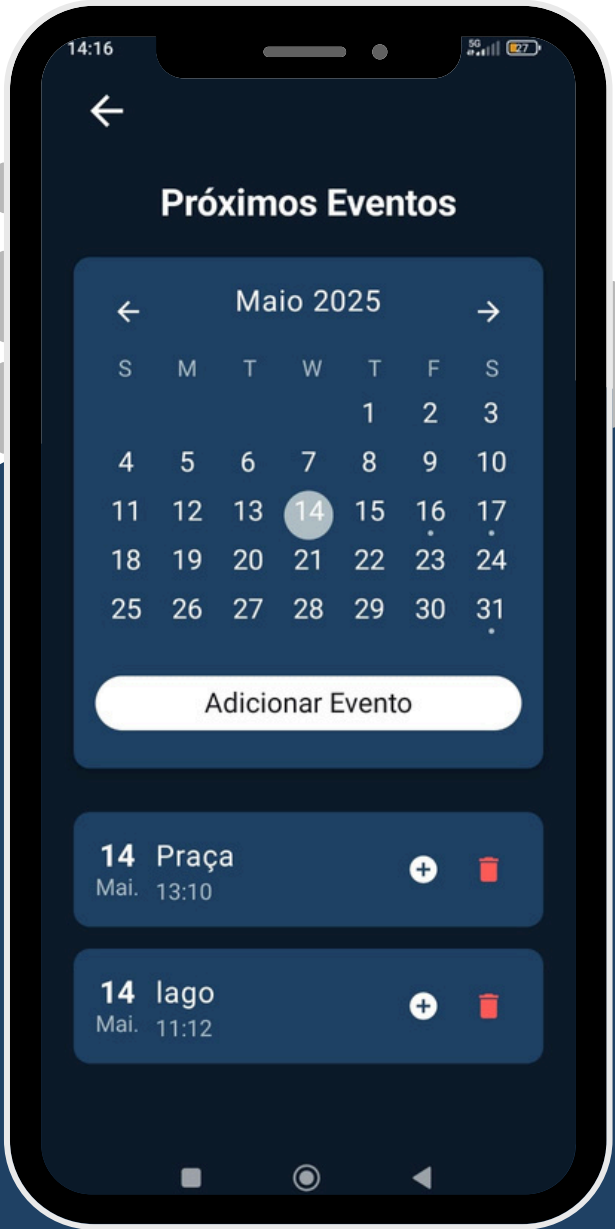 14:16
5G
27
Próximos Eventos
Maio 2025
S M T W T F S
1 2 3
4 5 6 7 8 9 10
11 12 13 14 15 16 17
18 19 20 21 22 23 24
25 26 27 28 29 30 31
Adicionar Evento
14 Praça
Mai. 13:10
14 lago
Mai. 11:12